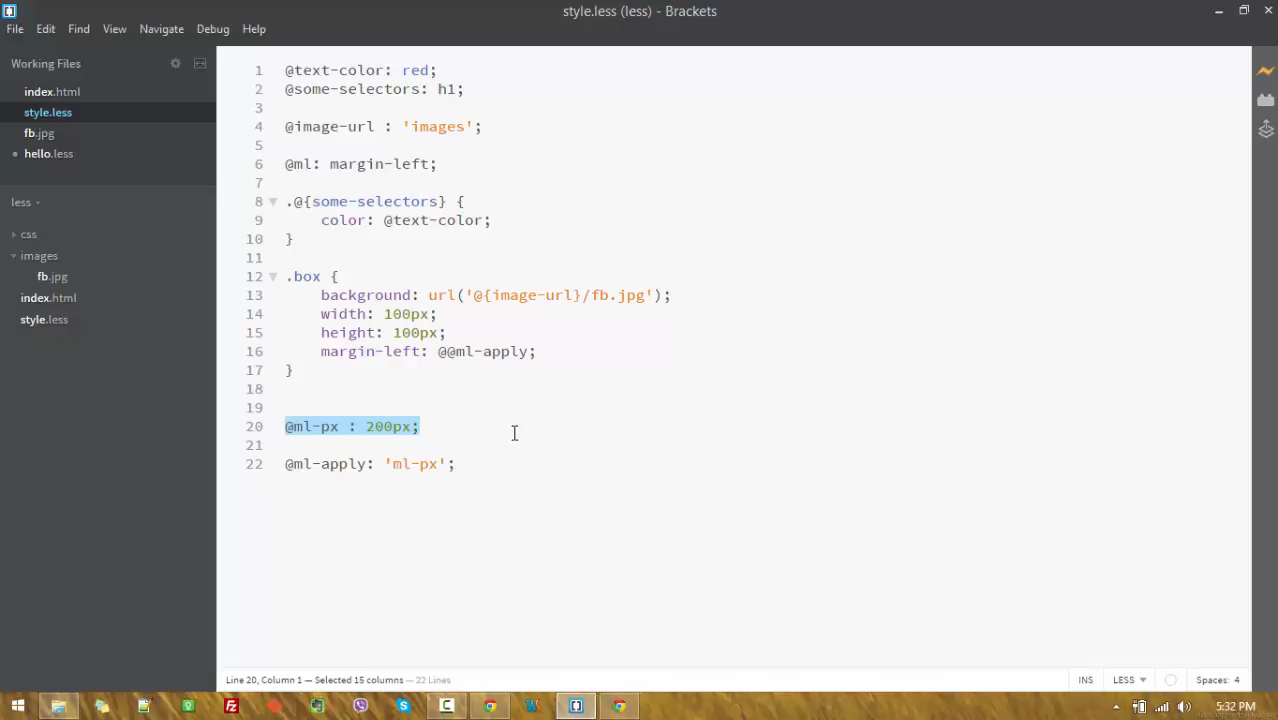 style.less (less) - Brackets
File Edit Find View Navigate Debug Help
Working Files
index.html
style.less
fb.jpg
hello.less
less
css
images
fb.jpg
index.html
style.less
1 @text-color: red;
2 @some-selectors: h1;
3
4 @image-url : 'images';
5
6 @ml: margin-left;
7
8 .@{some-selectors} {
9 color: @text-color;
10 }
11
12 .box {
13 background: url('@{image-url}/fb.jpg');
14 width: 100px;
15 height: 100px;
16 margin-left: @@ml-apply;
17 }
18
19
20 @ml-px : 200px;
21
22 @ml-apply: 'ml-px';
Line 20, Column 1 — Selected 15 columns — 22 Lines
INS LESS Spaces: 4
5:32 PM